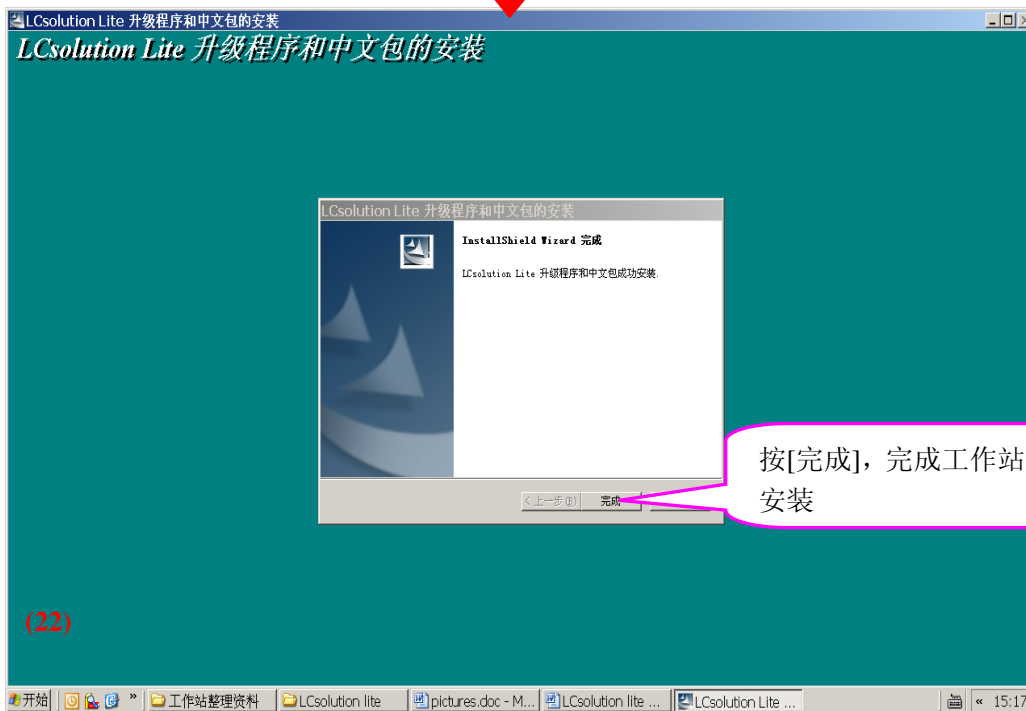 LCsolution Lite 升级程序和中文包的安装
LCsolution Lite 升级程序和中文包的安装
LCsolution Lite 升级程序和中文包的安装
InstallShield Wizard 完成
LCsolution Lite 升级程序和中文包成功安装.
<上一步(B)
完成
按[完成]，完成工作站
安装
(22)
开始 » 工作站整理资料 LCsolution lite pictures.doc - M... LCsolution lite ... LCsolution Lite ... « 15:17